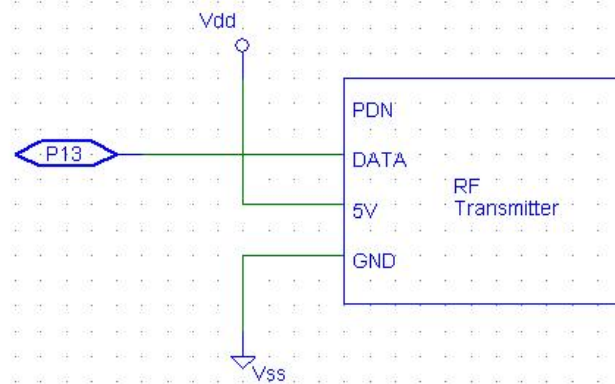 Vdd
PDN
P13
DATA
RF
Transmitter
5V
GND
Vss